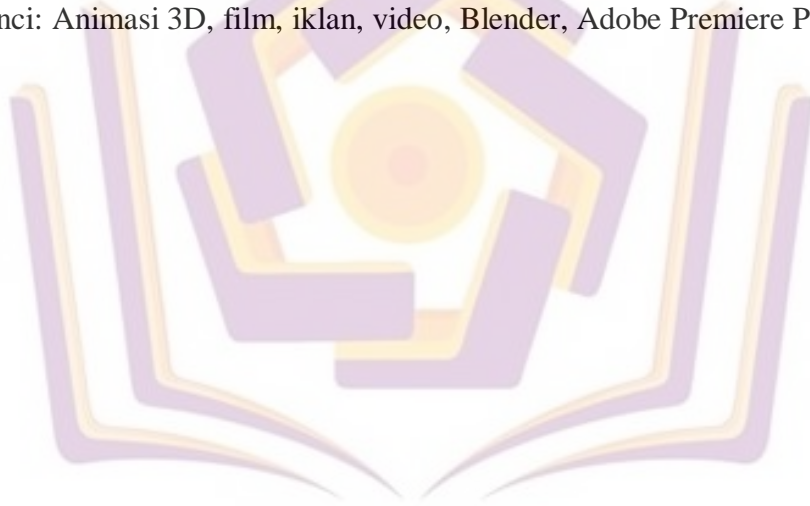 nci: Animasi 3D, film, iklan, video, Blender, Adobe Premiere P